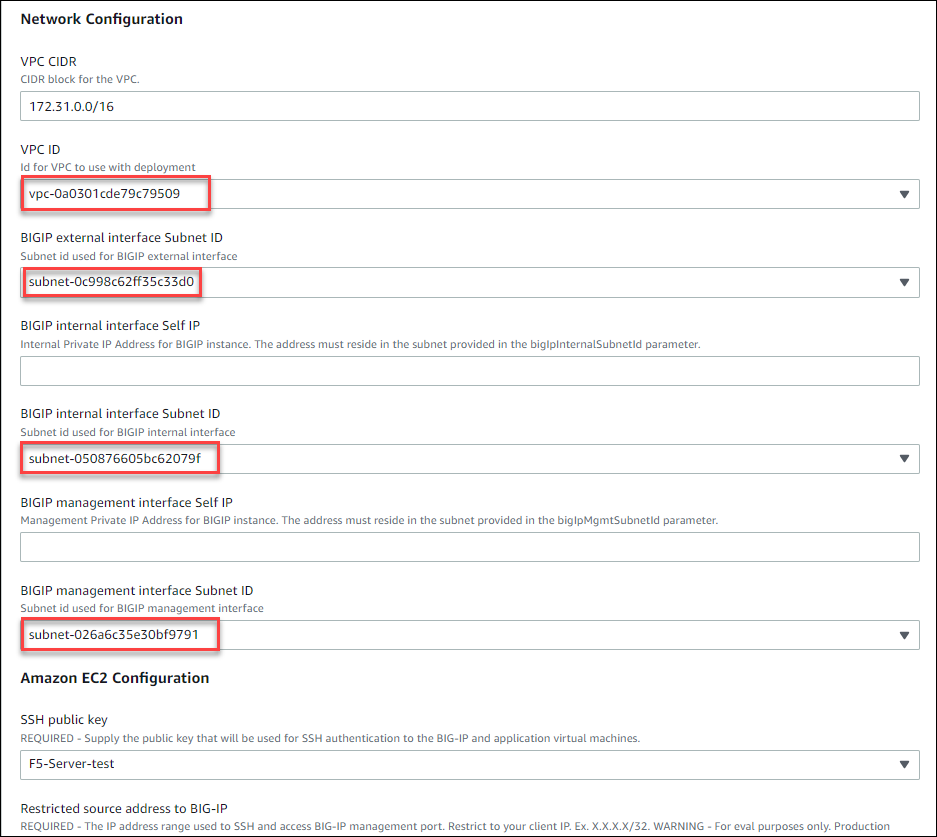 Network Configuration
VPC CIDR
CIDR block for the VPC.
172.31.0.0/16
VPC ID
Id for VPC to use with deployment
vpc-0a0301cde79c79509
BIGIP external interface Subnet ID
Subnet id used for BIGIP external interface
subnet-0c998c62ff35c33d0
BIGIP internal interface Self IP
Internal Private IP Address for BIGIP instance. The address must reside in the subnet provided in the bigIpInternalSubnetId parameter.
BIGIP internal interface Subnet ID
Subnet id used for BIGIP internal interface
subnet-050876605bc62079f
BIGIP management interface Self IP
Management Private IP Address for BIGIP instance. The address must reside in the subnet provided in the bigIpMgmtSubnetId parameter.
BIGIP management interface Subnet ID
Subnet id used for BIGIP management interface
subnet-026a6c35e30bf9791
Amazon EC2 Configuration
SSH public key
REQUIRED - Supply the public key that will be used for SSH authentication to the BIG-IP and application virtual machines.
F5-Server-test
Restricted source address to BIG-IP
REQUIRED - The IP address range used to SSH and access BIG-IP management port. Restrict to your client IP. Ex. X.X.X.X/32. WARNING - For eval purposes only. Production